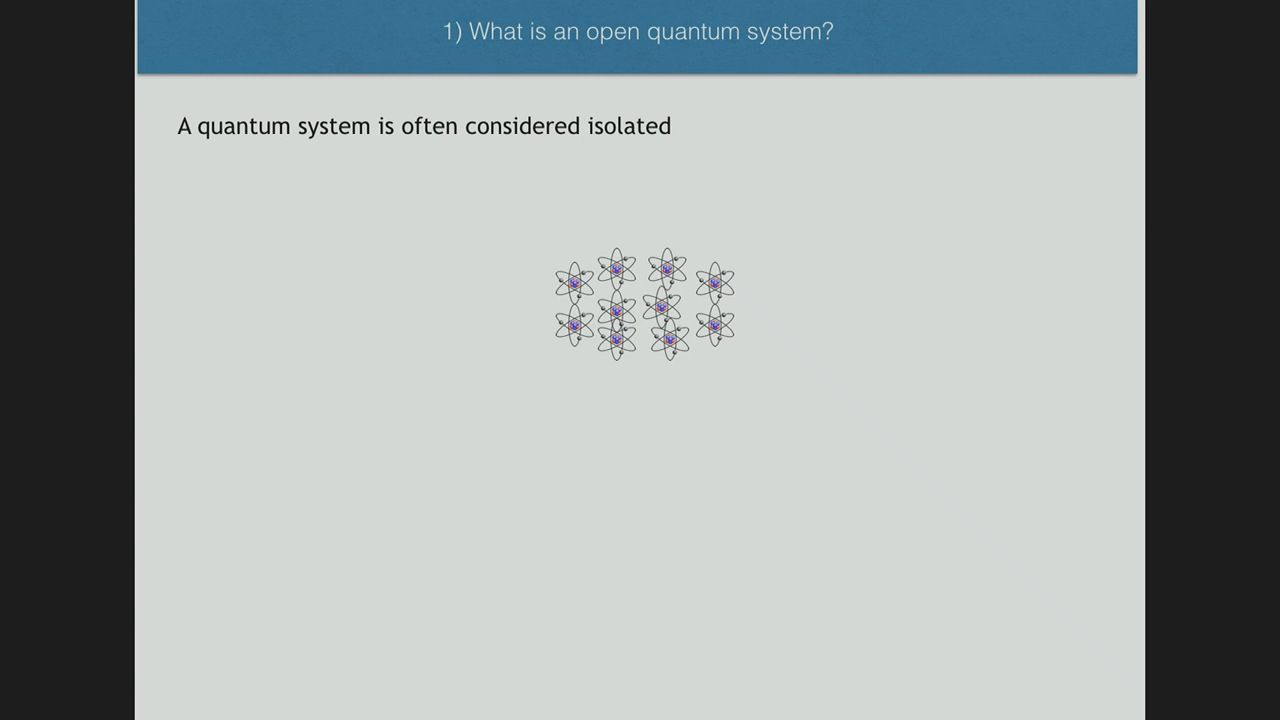 1) What is an open quantum system?
A quantum system is often considered isolated